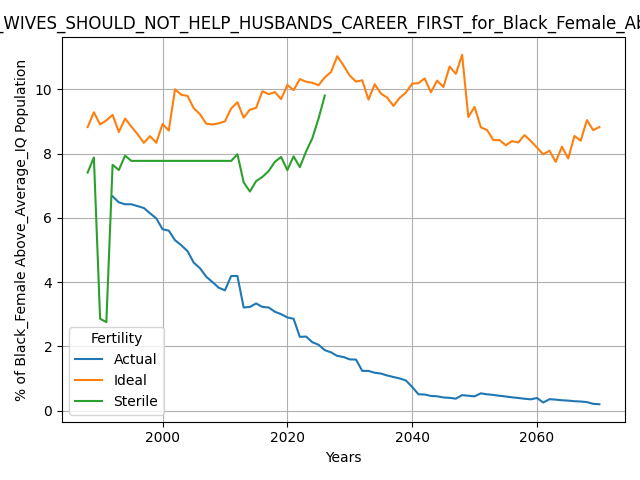 _WIVES_SHOULD_NOT_HELP_HUSBANDS_CAREER_FIRST_for_Black_Female_Ab
% of Black_Female Above_Average_IQ Population
10
8
6
4
2
0
Fertility
Actual
Ideal
Sterile
2000 2020 2040 2060
Years